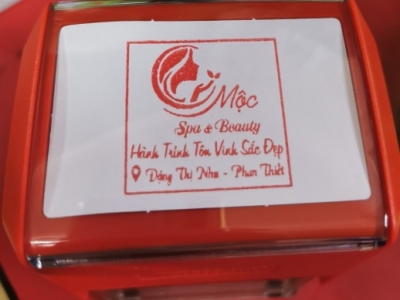 Mộc
Spa & Beauty
Hành Trình Tôn Vinh Sắc Đẹp
Đặng Thị Nhu - Phan Thiết